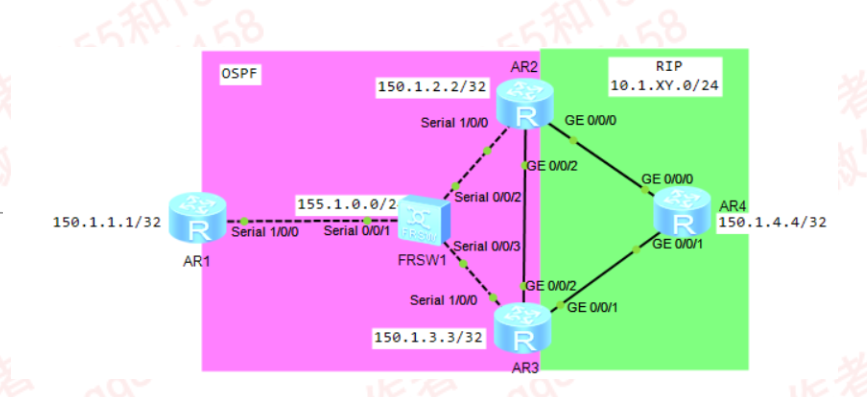 OSPF
AR2
RIP
10.1.XY.0/24
150.1.2.2/32
Serial 1/0/0
GE 0/0/0
GE 0/0/2
GE 0/0/0
Serial 0/0/2
155.1.0.0/2
AR4
150.1.1.1/32
150.1.4.4/32
Serial 1/0/0
Serial 0/0/1
Serial 0/0/3
GE 0/0/1
AR1
FRSW1
GE 0/0/2
Serial 1/0/0
GE 0/0/1
150.1.3.3/32
AR3